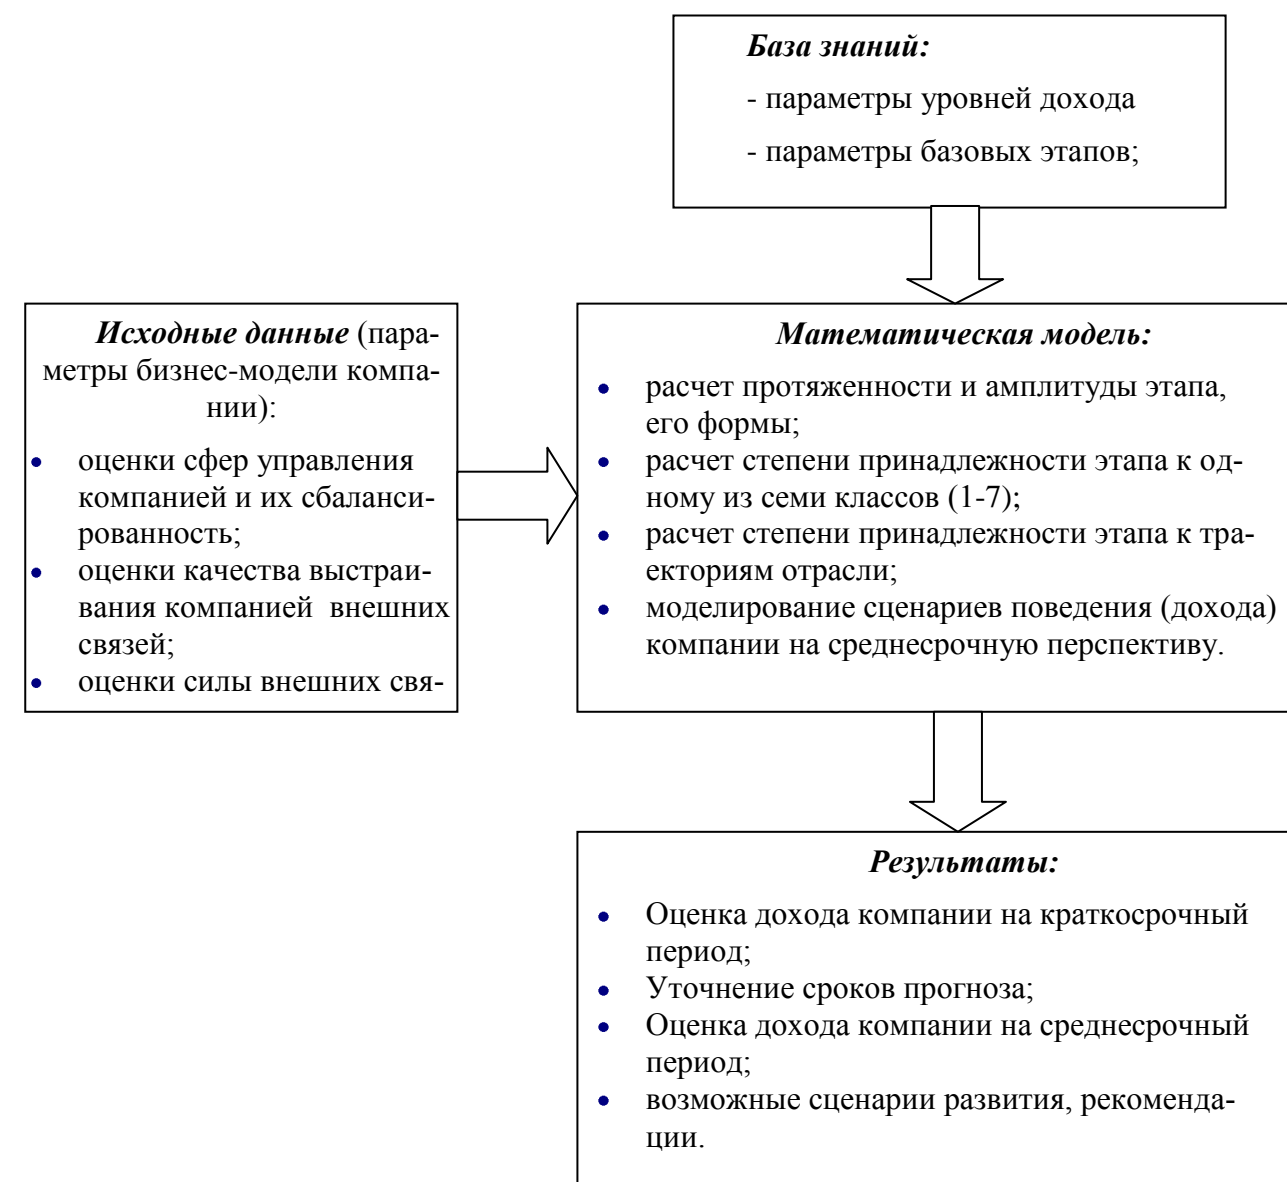 База знаний:
- параметры уровней дохода
- параметры базовых этапов;
Исходные данные (пара-
метры бизнес-модели компа-
нии):
оценки сфер управления
компанией и их сбаланси-
рованность;
оценки качества выстраи-
вания компанией внешних
связей;
оценки силы внешних свя-
Математическая модель:
расчет протяженности и амплитуды этапа,
его формы;
расчет степени принадлежности этапа к од-
ному из семи классов (1-7);
расчет степени принадлежности этапа к тра-
екториям отрасли;
моделирование сценариев поведения (дохода)
компании на среднесрочную перспективу.
Результаты:
Оценка дохода компании на краткосрочный
период;
Уточнение сроков прогноза;
Оценка дохода компании на среднесрочный
период;
возможные сценарии развития, рекоменда-
ции.